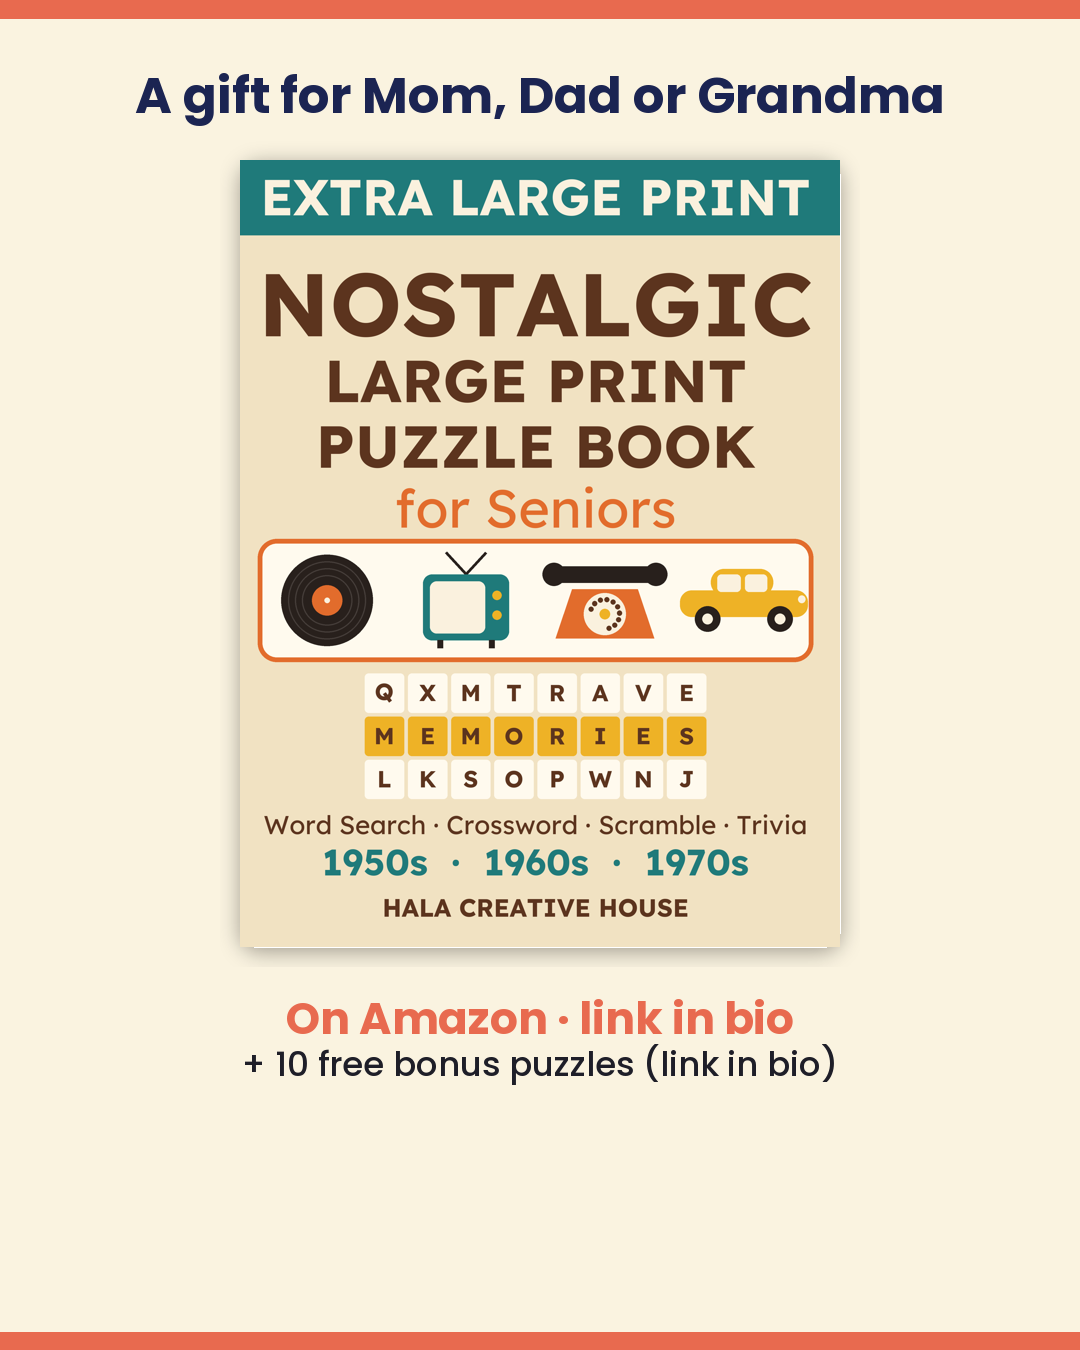 A gift for Mom, Dad or Grandma
EXTRA LARGE PRINT
NOSTALGIC
LARGE PRINT
PUZZLE BOOK
for Seniors
Q X M T R A V E
M E M O R I E S
L K S O P W N J
Word Search · Crossword · Scramble · Trivia
1950s · 1960s · 1970s
HALA CREATIVE HOUSE
On Amazon · link in bio
+ 10 free bonus puzzles (link in bio)